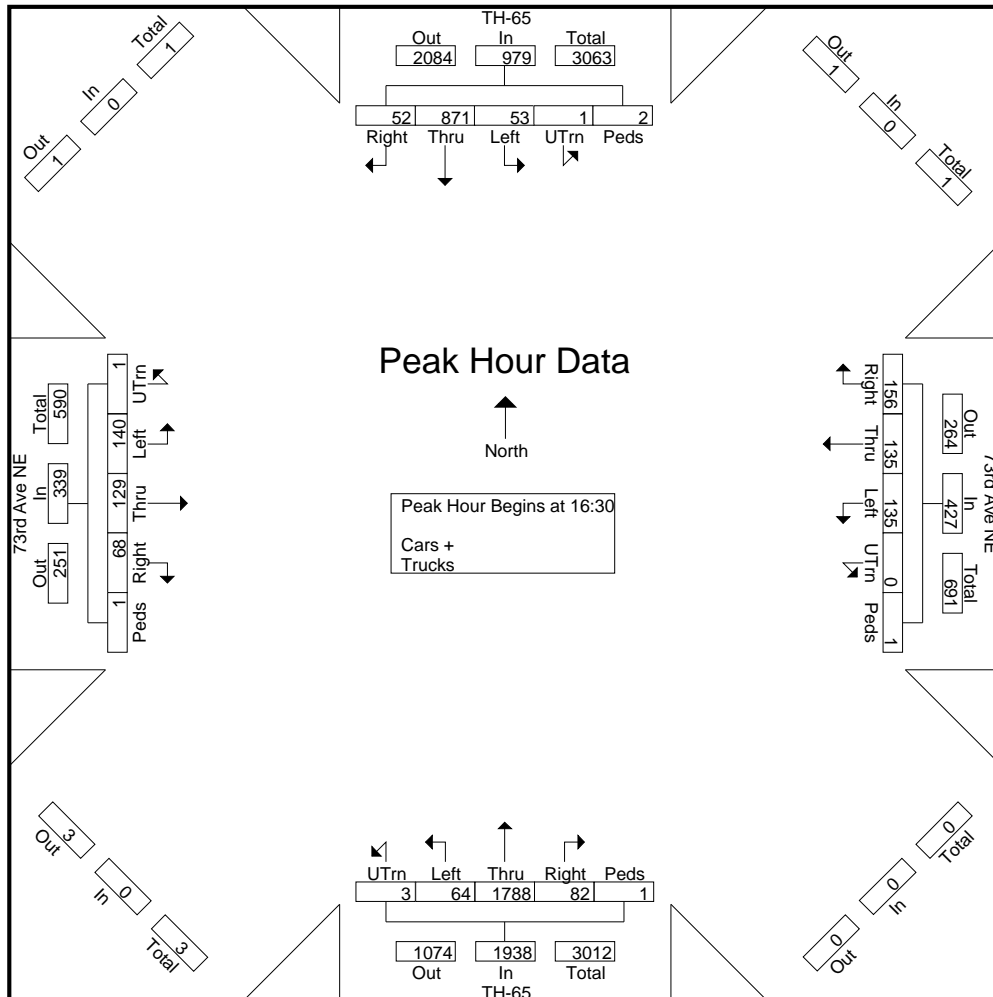 TH-65
Out In Total
2084 979 3063
52 871 53 1 2
Right Thru Left UTrn Peds
Total
1
In
0
Out
1
Out
1
In
0
Total
1
Peak Hour Data
North
Peak Hour Begins at 16:30
Cars +
Trucks
73rd Ave NE
Total In Out
590 339 251
1 140 129 68 1
UTrn Left Thru Right Peds
73rd Ave NE
Out In Total
264 427 691
156 135 135 0 1
Right Thru Left UTrn Peds
Out
3
In
0
Total
3
Total
0
In
0
Out
0
UTrn Left Thru Right Peds
3 64 1788 82 1
1074 1938 3012
Out In Total
TH-65